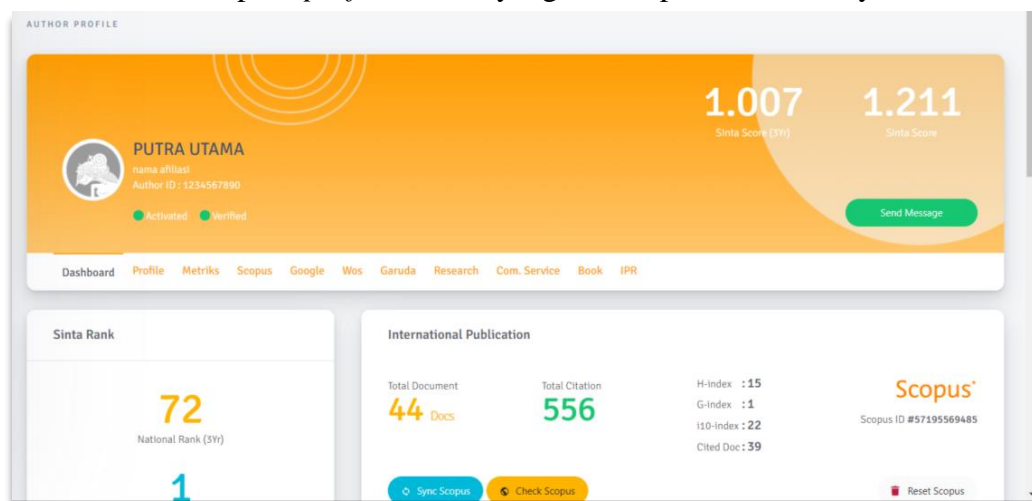 AUTHOR PROFILE
1.007
Sinta Score (3Yr)
1.211
Sinta Score
PUTRA UTAMA
nama afiliasi
Author ID : 1234567890
Activated Verified
Send Message
Dashboard Profile Metriks Scopus Google Wos Garuda Research Com. Service Book IPR
Sinta Rank
72
National Rank (3Yr)
1
International Publication
Total Document
44 Docs
Total Citation
556
H-index : 15
G-index : 1
i10-index : 22
Cited Doc : 39
Scopus
Scopus ID #57195569485
Sync Scopus
Check Scopus
Reset Scopus